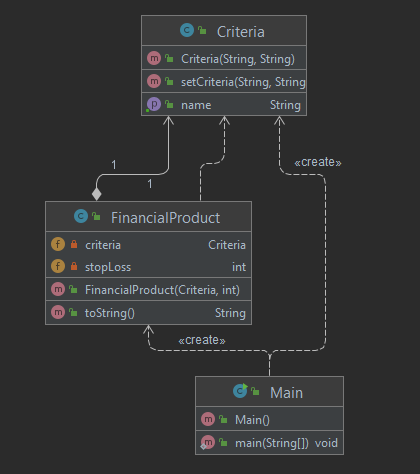 Criteria
Criteria(String, String)
setCriteria(String, String
name String
1
1
«create»
FinancialProduct
criteria Criteria
stopLoss int
FinancialProduct(Criteria, int)
toString() String
«create»
Main
Main()
main(String[]) void